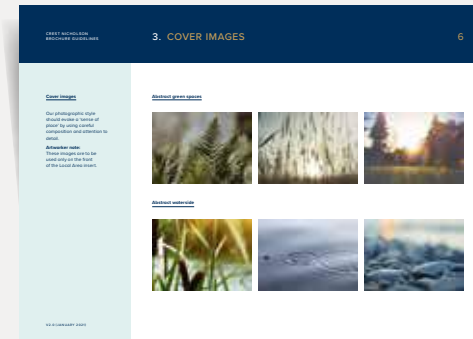 CREST NICHOLSON
BROCHURE GUIDELINES
3. COVER IMAGES
6
Cover images
Our photographic style
should evoke a 'sense of
place' by using careful
composition and attention to
detail.
Artworker note:
These images are to be
used only on the front
of the Local Area insert.
Abstract green spaces
Abstract waterside
V2.0 JANUARY 2020